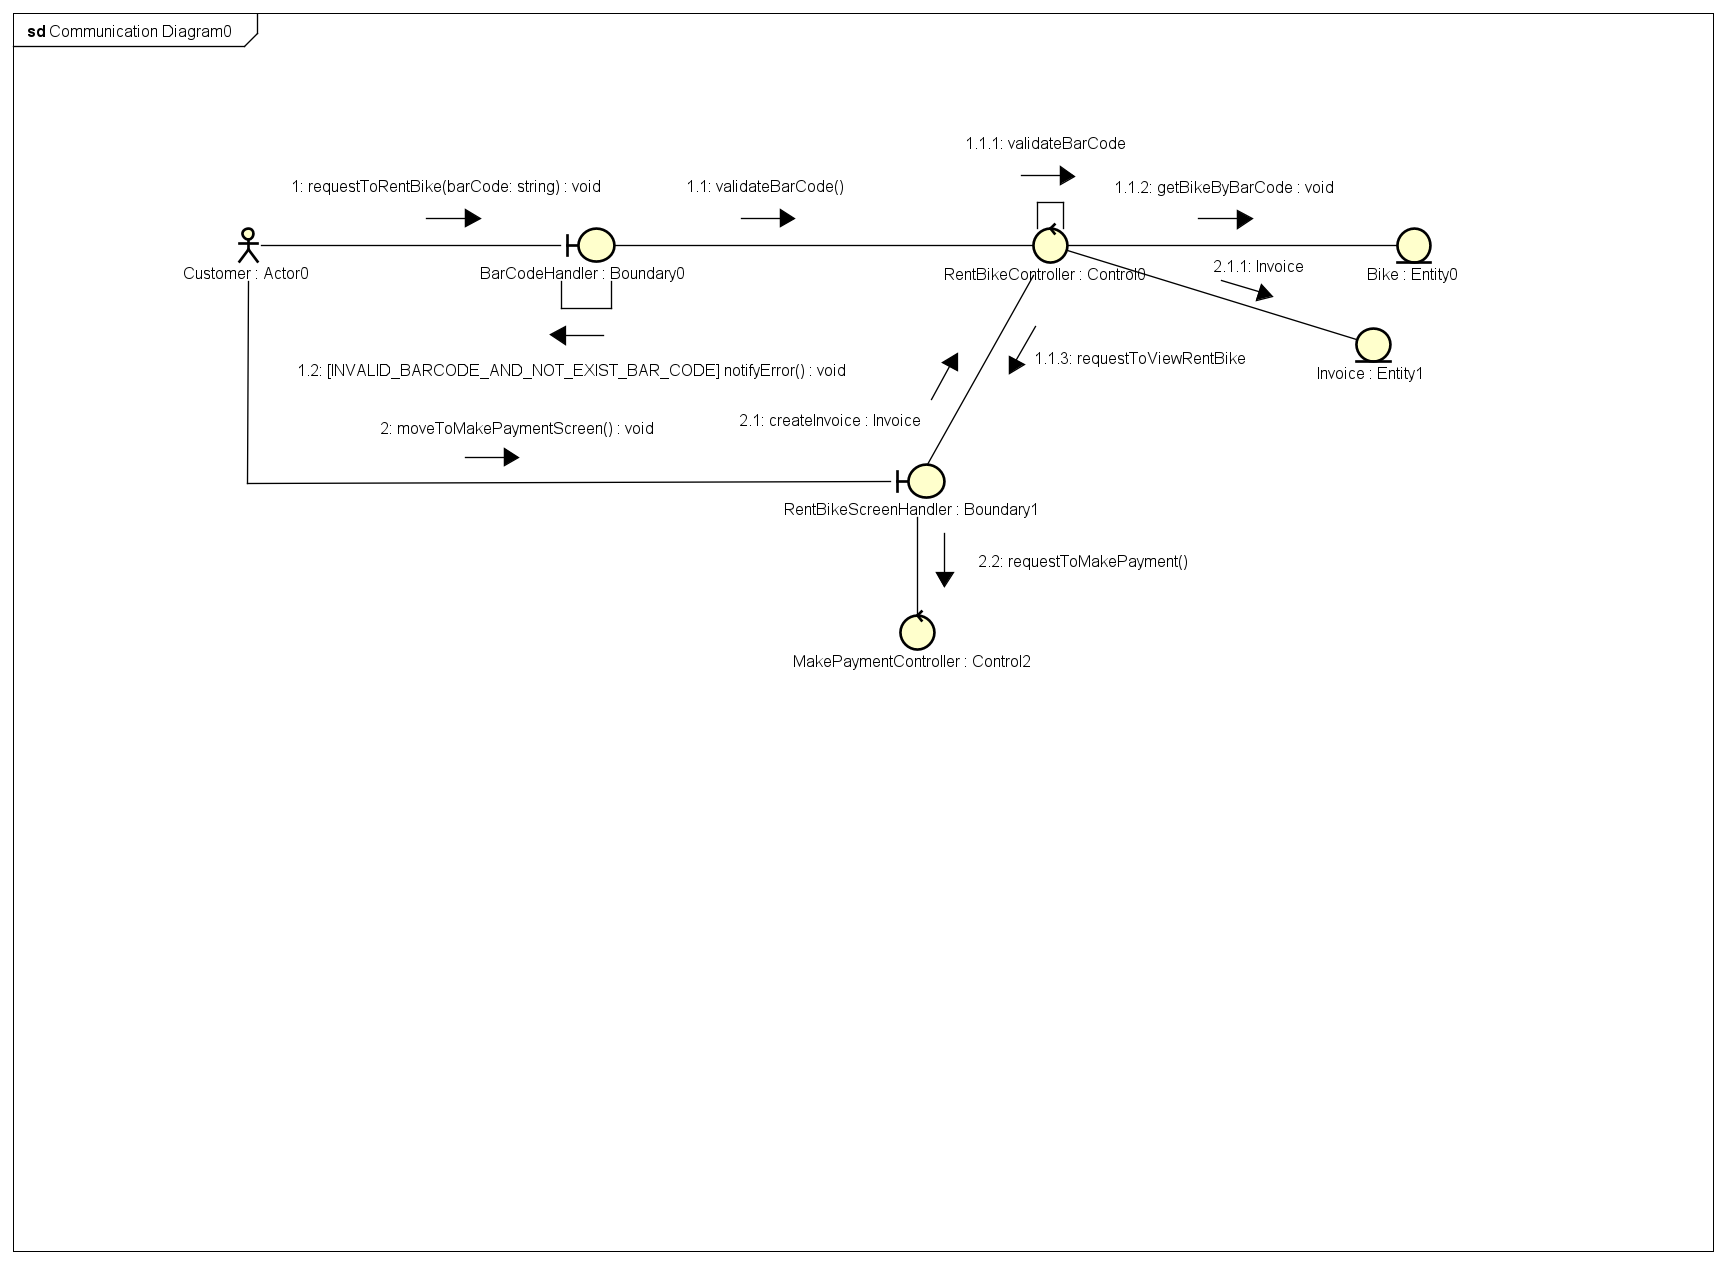 sd Communication Diagram0
1.1.1: validateBarCode
1: requestToRentBike(barCode: string) : void
1.1: validateBarCode()
1.1.2: getBikeByBarCode : void
Customer : Actor0
BarCodeHandler : Boundary0
RentBikeController : Control0
2.1.1: Invoice
Bike : Entity0
1.2: [INVALID_BARCODE_AND_NOT_EXIST_BAR_CODE] notifyError() : void
1.1.3: requestToViewRentBike
Invoice : Entity1
2.1: createInvoice : Invoice
2: moveToMakePaymentScreen() : void
RentBikeScreenHandler : Boundary1
2.2: requestToMakePayment()
MakePaymentController : Control2